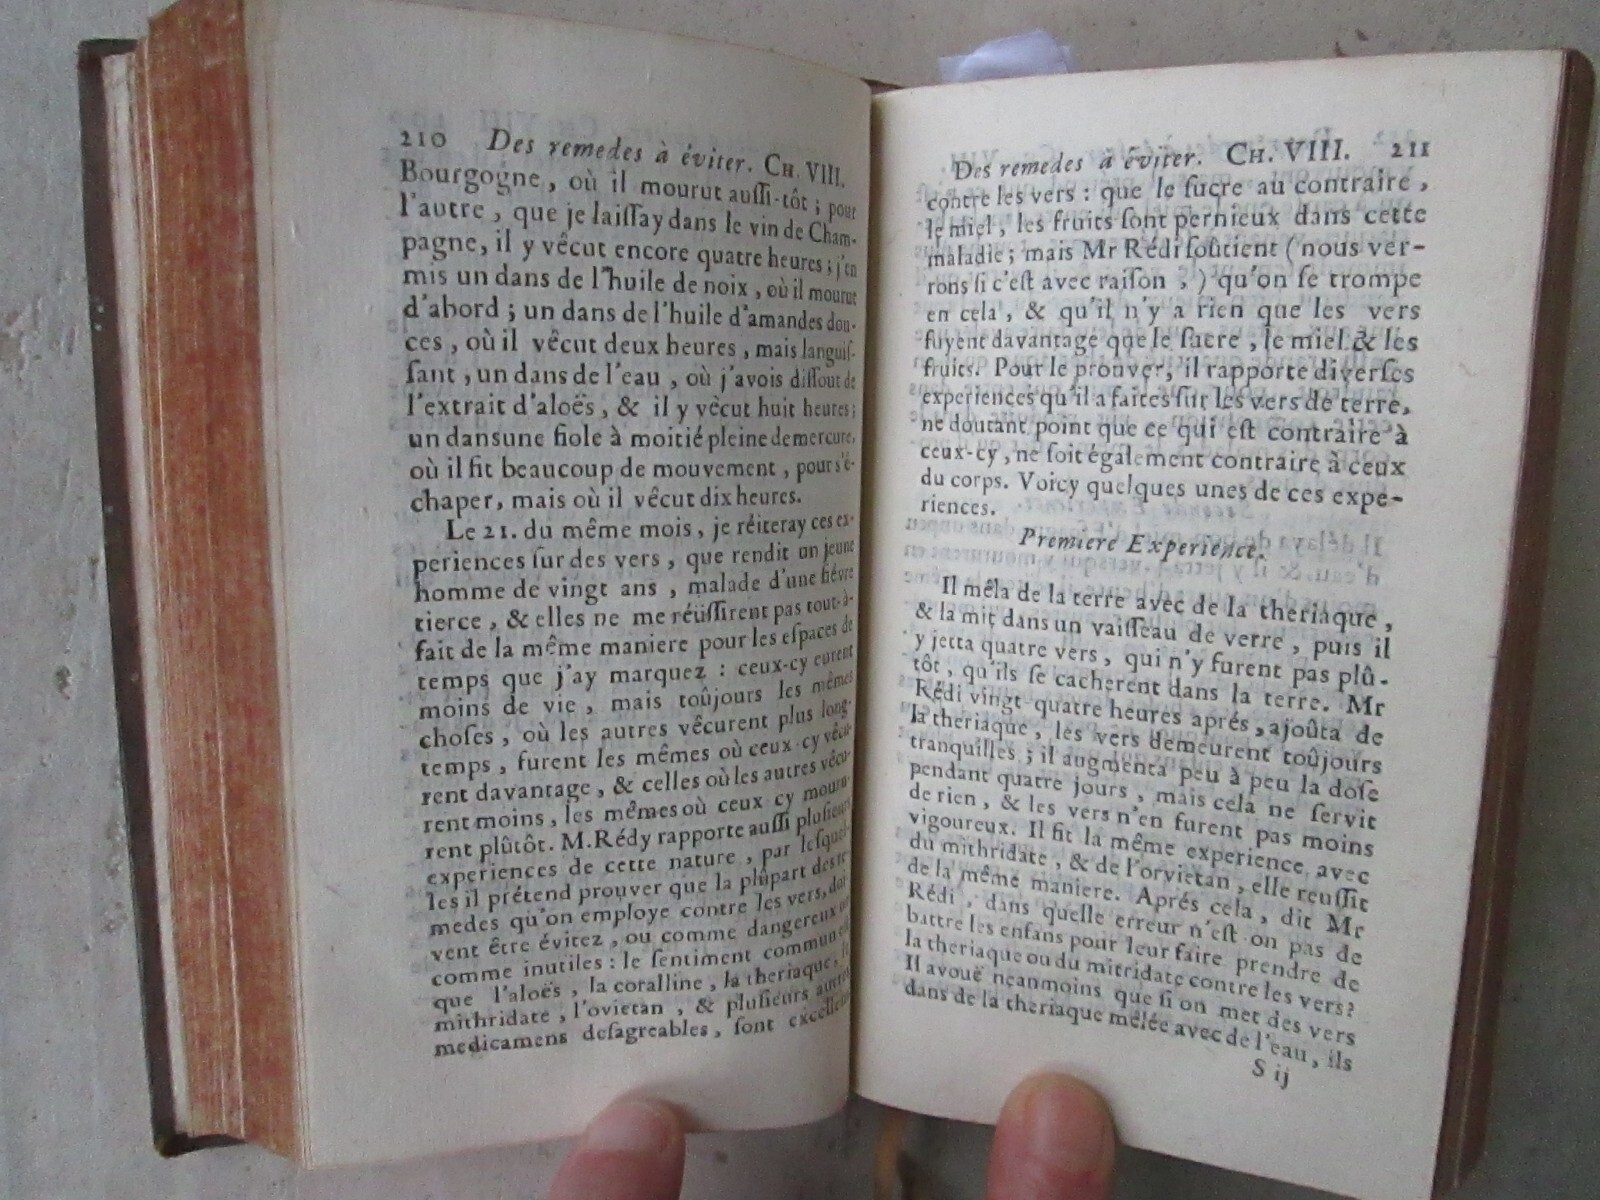 210 Des remedes à éviter. CH. VIII.
Bourgogne, où il mourut auſſi-tôt ; pour
l'autre, que je laiſſay dans le vin de Cham-
pagne, il y vêcut encore quatre heures ; j'en
mis un dans de l'huile de noix, où il mourut
d'abord ; un dans de l'huile d'amandes dou-
ces, où il vêcut deux heures, mais languiſ-
ſant, un dans de l'eau, où j'avois diſſout de
l'extrait d'aloës, & il y vêcut huit heures ;
un dans une fiole à moitié pleine de mercure,
où il fit beaucoup de mouvement, pour s'é-
chaper, mais où il vêcut dix heures.
Le 21. du même mois, je réiteray ces ex-
periences ſur des vers, que rendit un jeune
homme de vingt ans, malade d'une fiévre
tierce, & elles ne me réüſſirent pas tout-à-
fait de la même maniere pour les eſpaces de
temps que j'ay marquez : ceux-cy eurent
moins de vie, mais toûjours les mêmes
choſes, où les autres vêcurent plus long-
temps, furent les mêmes où ceux-cy vêcu-
rent davantage, & celles où les autres vêcu-
rent moins, les mêmes où ceux cy mouru-
rent plûtôt. M. Rédy rapporte auſſi pluſieurs
experiences de cette nature, par leſquel-
les il prétend prouver que la plûpart des re-
medes qu'on employe contre les vers, doi-
vent être évitez, ou comme dangereux ou
comme inutiles : le ſentiment commun est
que l'aloës, la coralline, la theriaque, le
mithridate, l'ovietan, & pluſieurs autres
medicamens deſagreables, ſont excellens
Des remedes à éviter. CH. VIII. 211
contre les vers : que le ſucre au contraire,
le miel, les fruits ſont pernieux dans cette
maladie ; mais Mr Rédi ſoûtient (nous ver-
rons ſi c'eſt avec raiſon,) qu'on ſe trompe
en cela, & qu'il n'y a rien que les vers
fuyent davantage que le ſucre, le miel & les
fruits. Pour le prouver, il rapporte diverſes
experiences qu'il a faites ſur les vers de terre,
ne doutant point que ce qui eſt contraire à
ceux-cy, ne ſoit également contraire à ceux
du corps. Voicy quelques unes de ces expe-
riences.
Premiere Experience.
Il mêla de la terre avec de la theriaque,
& la mit dans un vaiſſeau de verre, puis il
y jetta quatre vers, qui n'y furent pas plû-
tôt, qu'ils ſe cacherent dans la terre. Mr
Rédi vingt-quatre heures aprés, ajoûta de
la theriaque, les vers demeurent toûjours
tranquilles ; il augmenta peu à peu la doſe
pendant quatre jours, mais cela ne ſervit
de rien, & les vers n'en furent pas moins
vigoureux. Il fit la même experience avec
du mithridate, & de l'orvietan, elle reuſſit
de la même maniere. Aprés cela, dit Mr
Rédi, dans quelle erreur n'eſt-on pas de
battre les enfans pour leur faire prendre de
la theriaque ou du mitridate contre les vers ?
Il avouë neanmoins que ſi on met des vers
dans de la theriaque mêlée avec de l'eau, ils
S ij